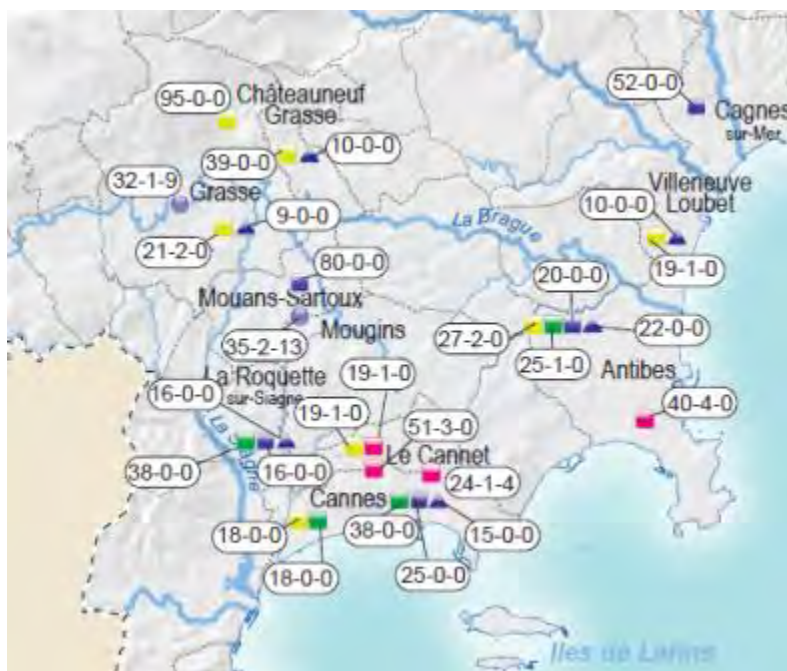 95-0-0
Châteauneuf
Grasse
52-0-0
Cagnes
sur-Mer
39-0-0
10-0-0
32-1-9
Grasse
9-0-0
21-2-0
La Brague
Villeneuve
Loubet
10-0-0
19-1-0
80-0-0
Mouans-Sartoux
Mougins
35-2-13
20-0-0
27-2-0
22-0-0
25-1-0
Antibes
40-4-0
La Roquette
sur-Siagne
16-0-0
19-1-0
19-1-0
51-3-0
Le Cannet
La Siagne
38-0-0
16-0-0
24-1-4
Cannes
38-0-0
15-0-0
18-0-0
18-0-0
25-0-0
Iles de Lérins